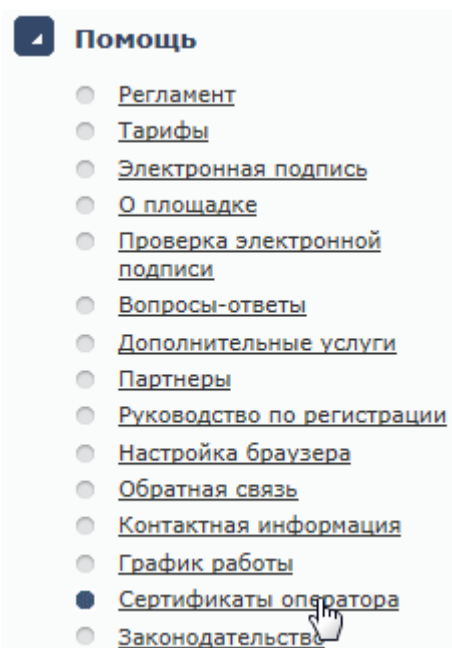 Помощь
Регламент
Тарифы
Электронная подпись
О площадке
Проверка электронной
подписи
Вопросы-ответы
Дополнительные услуги
Партнеры
Руководство по регистрации
Настройка браузера
Обратная связь
Контактная информация
График работы
Сертификаты оператора
Законодательство